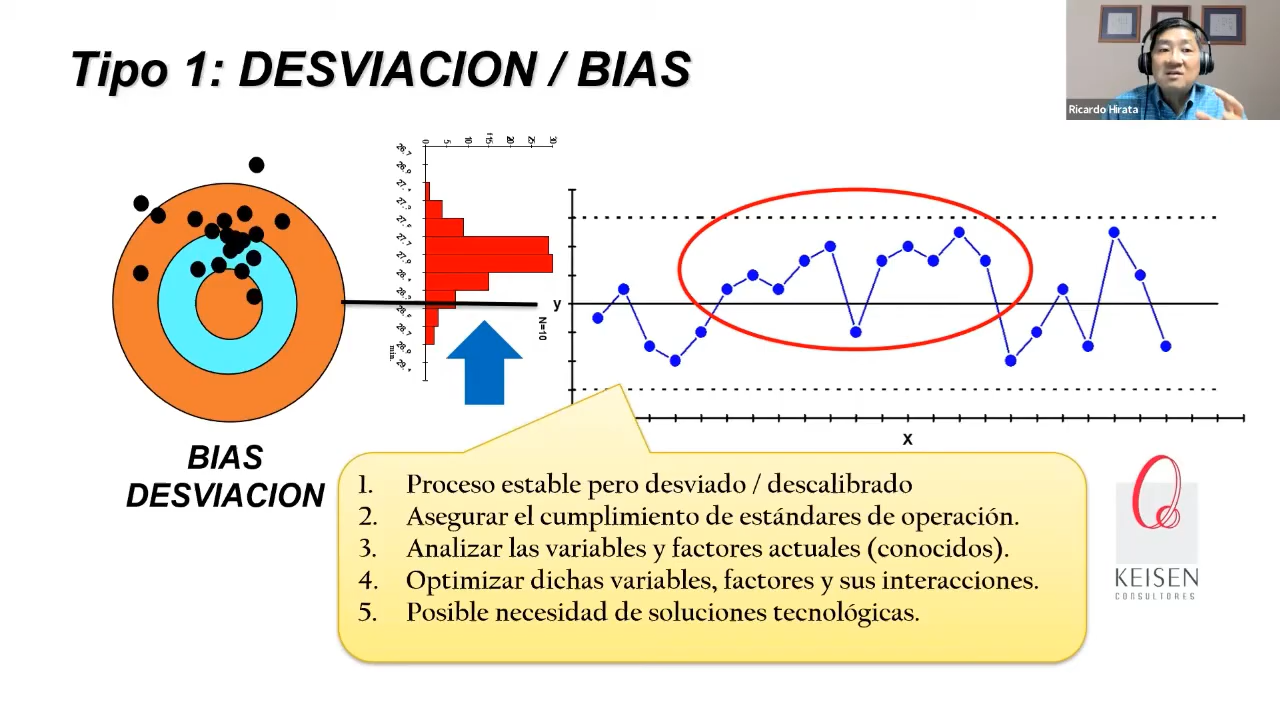 Tipo 1: DESVIACION / BIAS
Ricardo Hirata
BIAS
DESVIACION
y
x
1. Proceso estable pero desviado / descalibrado
2. Asegurar el cumplimiento de estándares de operación.
3. Analizar las variables y factores actuales (conocidos).
4. Optimizar dichas variables, factores y sus interacciones.
5. Posible necesidad de soluciones tecnológicas.
KEISEN
CONSULTORES